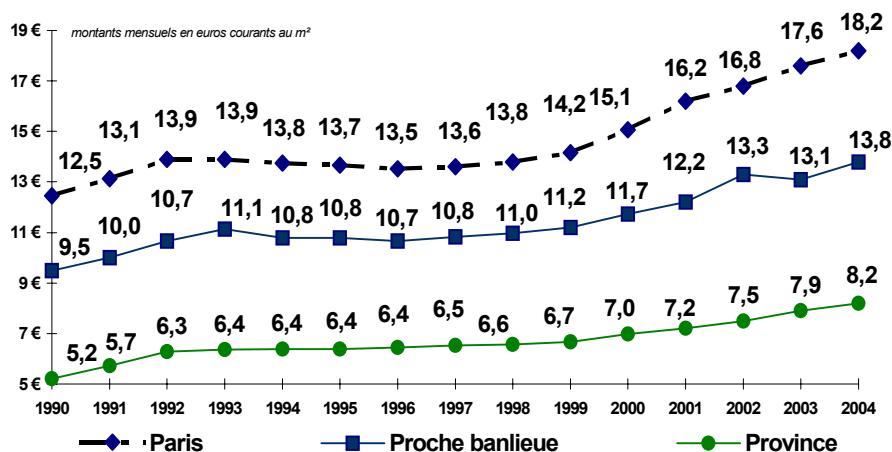 19 €
montants mensuels en euros courants au m²
17 €
15 €
13 €
11 €
9 €
7 €
5 €
12,5 13,1 13,9 13,9 13,8 13,7 13,5 13,6 13,8 14,2 15,1 16,2 16,8 17,6 18,2
9,5 10,0 10,7 11,1 10,8 10,8 10,7 10,8 11,0 11,2 11,7 12,2 13,3 13,1 13,8
5,2 5,7 6,3 6,4 6,4 6,4 6,4 6,5 6,6 6,7 7,0 7,2 7,5 7,9 8,2
1990 1991 1992 1993 1994 1995 1996 1997 1998 1999 2000 2001 2002 2003 2004
Paris Proche banlieue Province